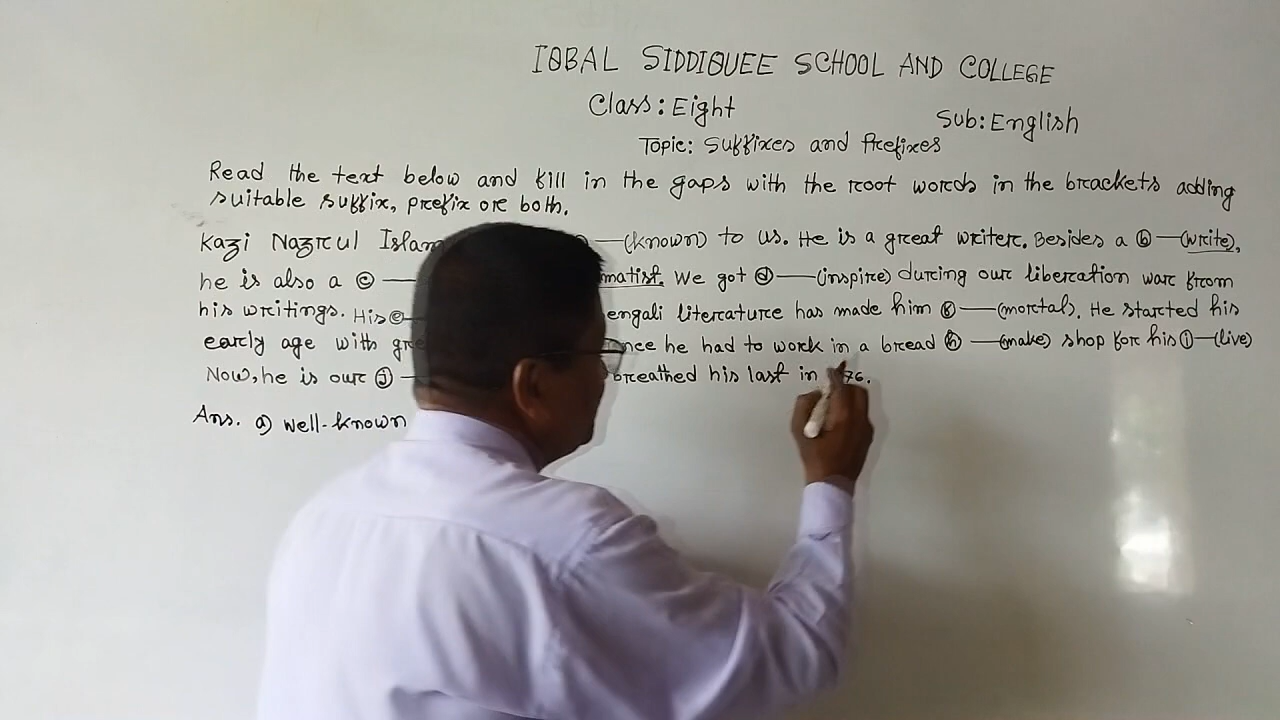 IQBAL SIDDIQUEE SCHOOL AND COLLEGE
Class: Eight Sub: English
Topic: Suffixes and Prefixes
Read the text below and fill in the gaps with the root words in the brackets adding
suitable suffix, prefix or both.
Kazi Nazrul Islam — (known) to us. He is a great writer. Besides a ⓑ — (write),
he is also a ⓒ — matist. We got ⓓ — (inspire) during our liberation war from
his writings. His ⓔ — engali literature has made him — (mortal). He started his
early age with had to work in a bread ⓗ — (make) shop for his ⓘ — (live)
Now, he is our ⓙ — breathed his last in 76.
Ans. a) well-known